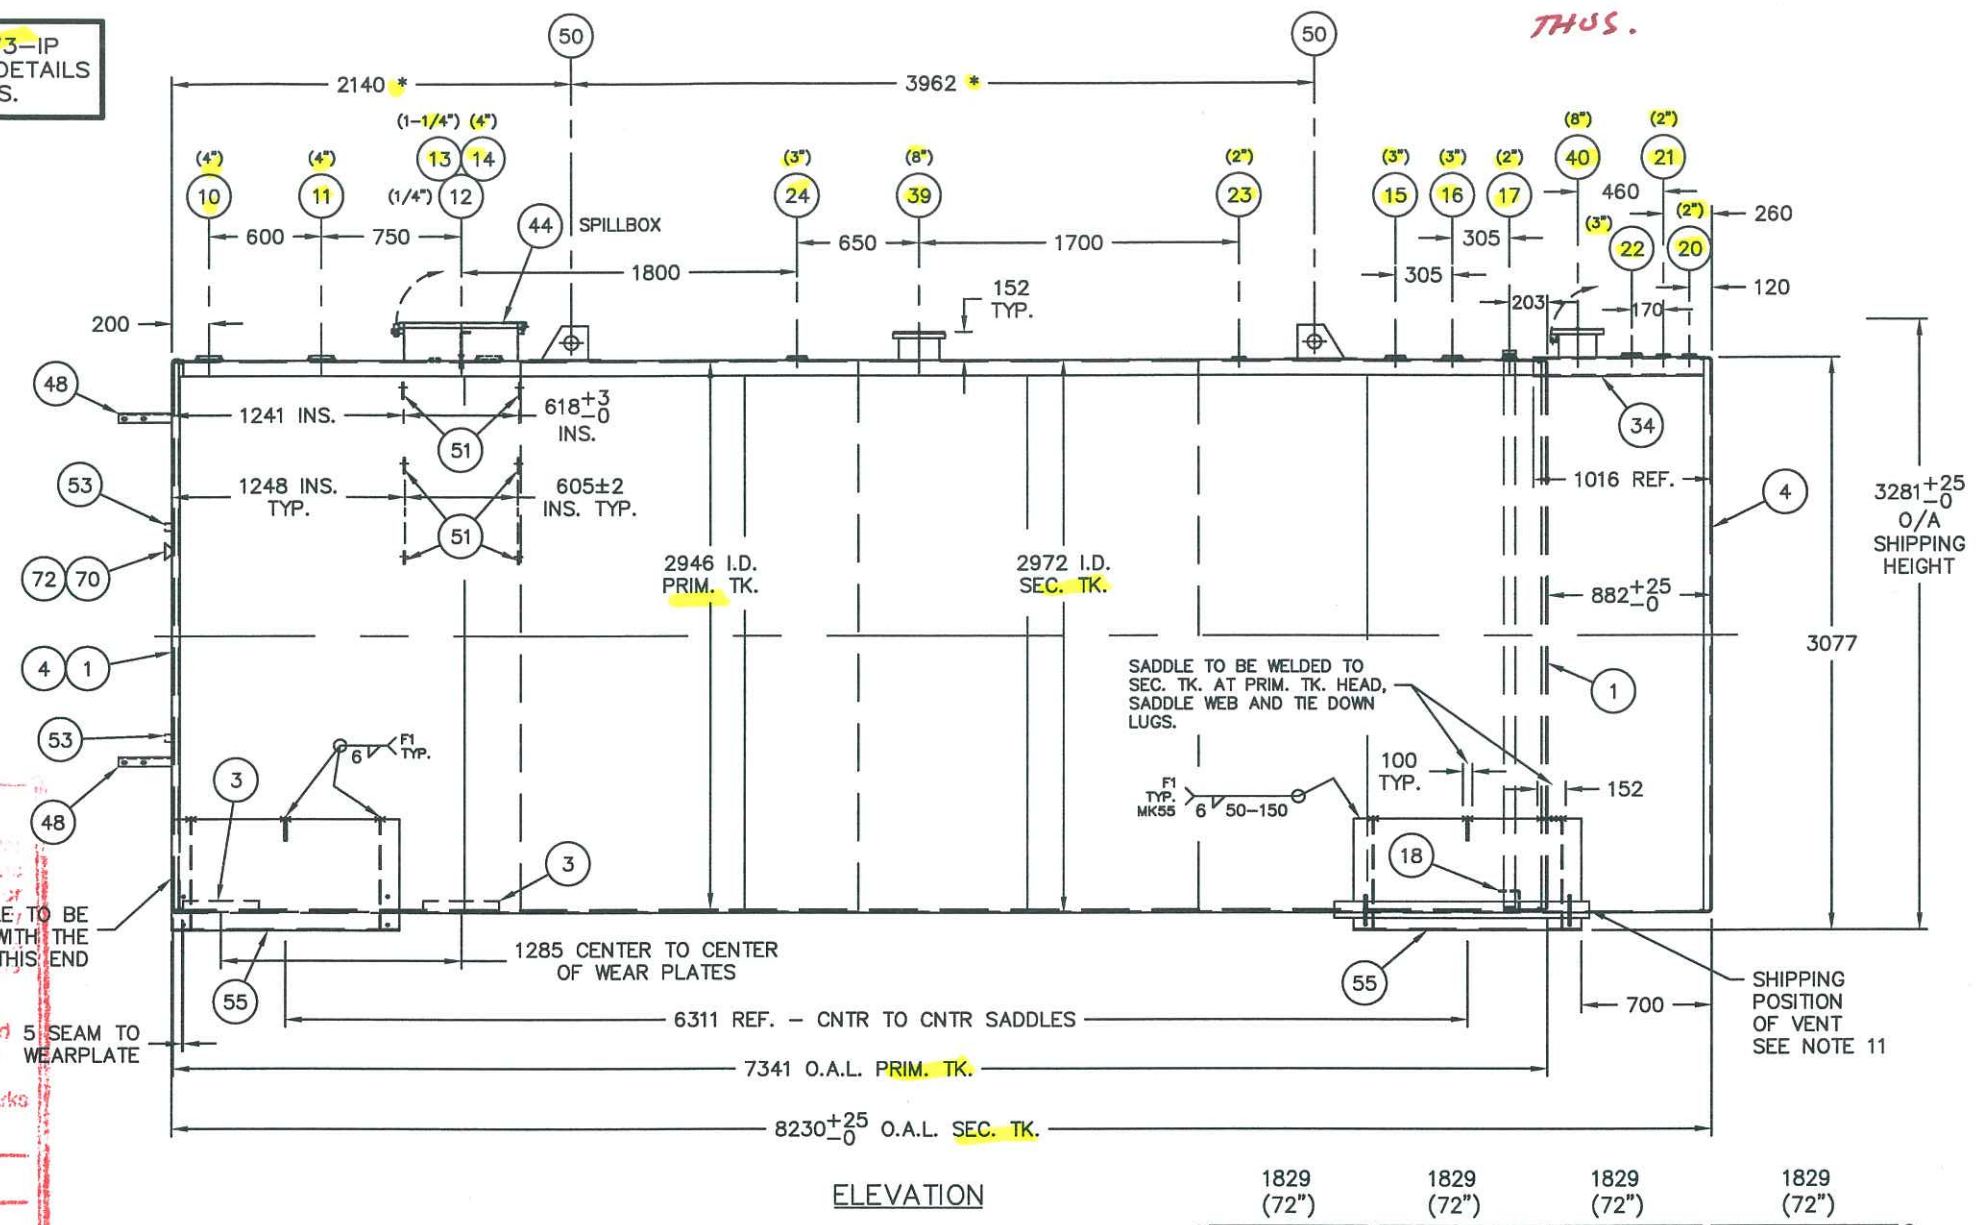 THUS.
3-IP
DETAILS
S.
50
50
2140 *
3962 *
(1-1/4") (4")
(8") (2")
13 14
40 21
(4") (4")
(3") (8") (2") (3") (3") (2")
10 11 (1/4") 12 24 39 23 15 16 17
460
(2")
260
44 SPILLBOX
(3")
600 750
650 1700
305
22 20
1800
305
152
TYP.
120
200
203 170
48
1241 INS.
618+3-0
INS.
51
34
53
1248 INS.
TYP.
605±2
INS. TYP.
1016 REF.
4
3281+25-0
O/A
SHIPPING
HEIGHT
51
72 70
2946 I.D.
PRIM. TK.
2972 I.D.
SEC. TK.
882+25-0
3077
4 1
SADDLE TO BE WELDED TO
SEC. TK. AT PRIM. TK. HEAD,
SADDLE WEB AND TIE DOWN
LUGS.
1
53
6 F1
TYP.
3
100
TYP.
152
F1
TYP.
MK55
6 50-150
48
3
18
LE TO BE
WITH THE
THIS END
1285 CENTER TO CENTER
OF WEAR PLATES
55
55
SHIPPING
POSITION
OF VENT
SEE NOTE 11
700
6311 REF. - CNTR TO CNTR SADDLES
5 SEAM TO
WEARPLATE
7341 O.A.L. PRIM. TK.
rks
8230+25-0 O.A.L. SEC. TK.
ELEVATION
1829 1829 1829 1829
(72") (72") (72") (72")